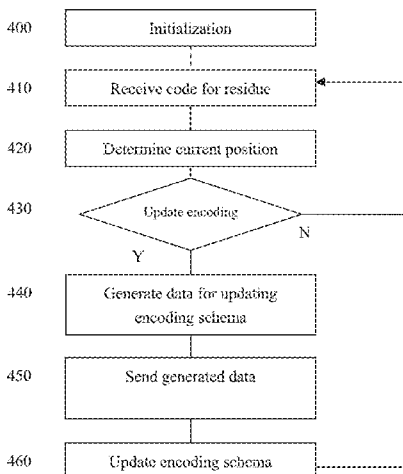 400 Initialization
410 Receive code for residue
420 Determine current position
430 Update encoding
N
Y
440 Generate data for updating
encoding schema
450 Send generated data
460 Update encoding schema